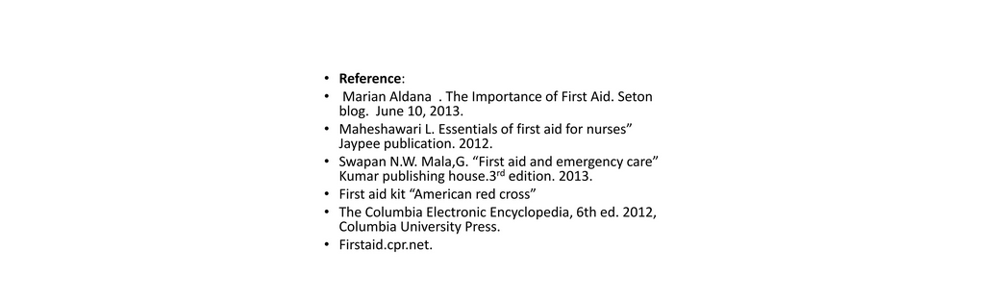 • Reference:
•  Marian Aldana  . The Importance of First Aid. Seton
blog.  June 10, 2013.
• Maheshawari L. Essentials of first aid for nurses”
Jaypee publication. 2012.
• Swapan N.W. Mala,G. “First aid and emergency care”
Kumar publishing house.3rd edition. 2013.
• First aid kit “American red cross”
• The Columbia Electronic Encyclopedia, 6th ed. 2012,
Columbia University Press.
• Firstaid.cpr.net.